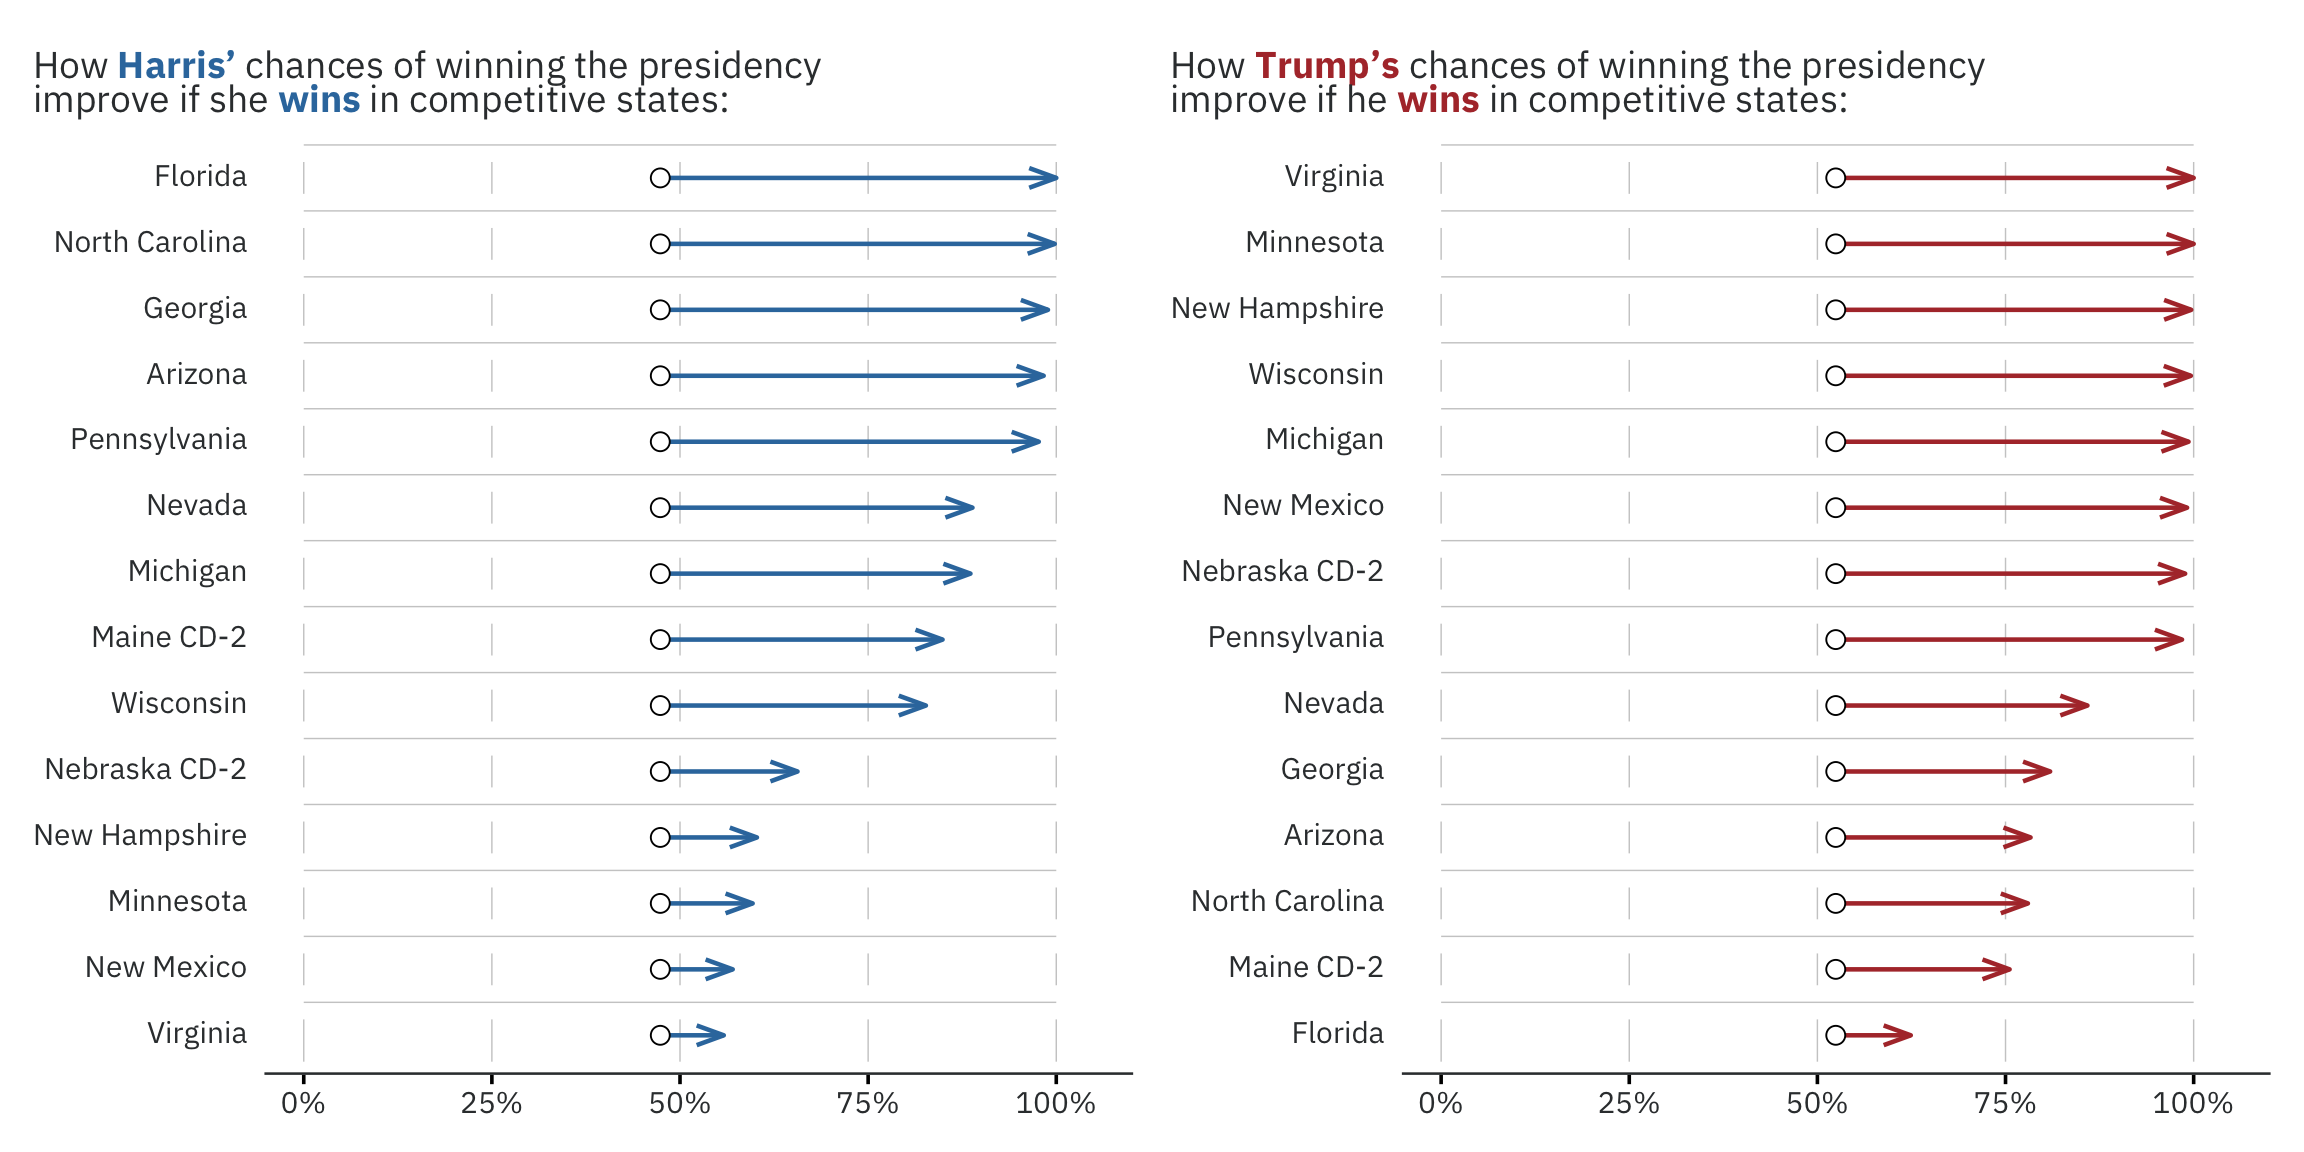 How Harris’ chances of winning the presidency
improve if she wins in competitive states:
Florida
North Carolina
Georgia
Arizona
Pennsylvania
Nevada
Michigan
Maine CD-2
Wisconsin
Nebraska CD-2
New Hampshire
Minnesota
New Mexico
Virginia
0% 25% 50% 75% 100%
How Trump’s chances of winning the presidency
improve if he wins in competitive states:
Virginia
Minnesota
New Hampshire
Wisconsin
Michigan
New Mexico
Nebraska CD-2
Pennsylvania
Nevada
Georgia
Arizona
North Carolina
Maine CD-2
Florida
0% 25% 50% 75% 100%